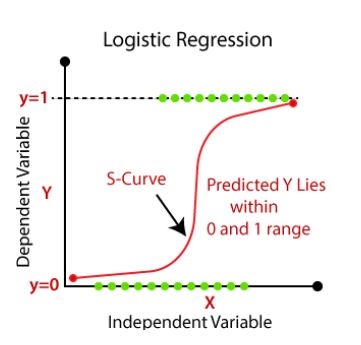 Logistic Regression
y=1
Dependent Variable
Y
S-Curve
Predicted Y Lies
within
0 and 1 range
y=0
X
Independent Variable